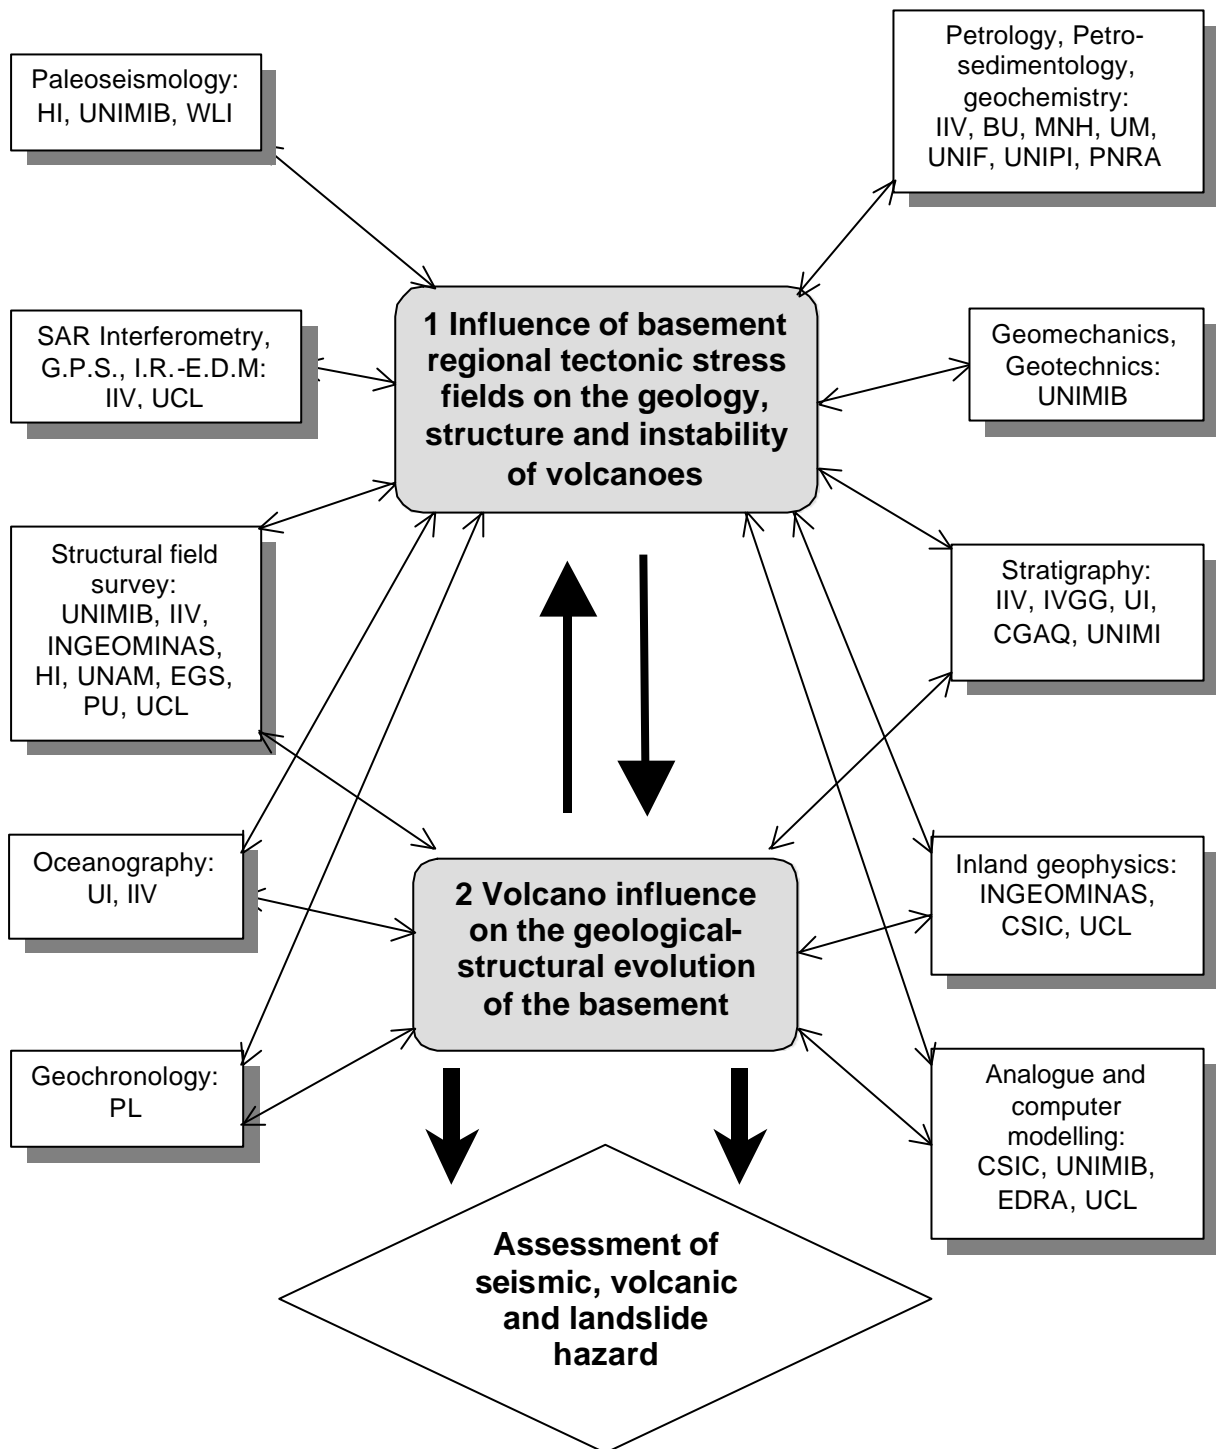 Paleoseismology:
HI, UNIMIB, WLI
Petrology, Petro-
sedimentology,
geochemistry:
IIV, BU, MNH, UM,
UNIF, UNIPI, PNRA
1 Influence of basement
regional tectonic stress
fields on the geology,
structure and instability
of volcanoes
SAR Interferometry,
G.P.S., I.R.-E.D.M:
IIV, UCL
Geomechanics,
Geotechnics:
UNIMIB
Structural field
survey:
UNIMIB, IIV,
INGEOMINAS,
HI, UNAM, EGS,
PU, UCL
Stratigraphy:
IIV, IVGG, UI,
CGAQ, UNIMI
Oceanography:
UI, IIV
2 Volcano influence
on the geological-
structural evolution
of the basement
Inland geophysics:
INGEOMINAS,
CSIC, UCL
Geochronology:
PL
Analogue and
computer
modelling:
CSIC, UNIMIB,
EDRA, UCL
Assessment of
seismic, volcanic
and landslide
hazard